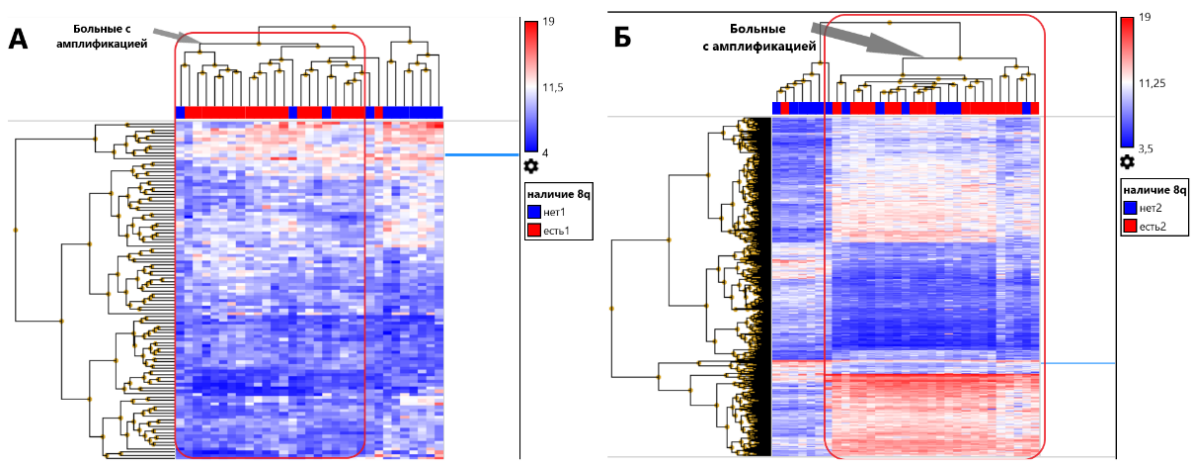 А
Больные с
амплификацией
19
11,5
4
наличие 8q
нет1
есть1
Б
Больные
с амплификацией
19
11,25
3,5
наличие 8q
нет2
есть2